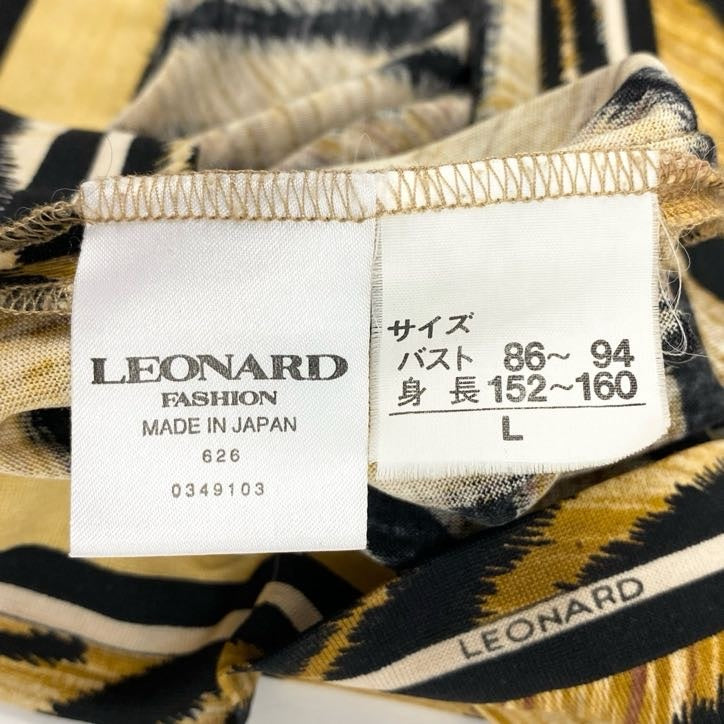 LEONARD
FASHION
MADE IN JAPAN
626
0349103
サイズ
バスト 86～ 94
身 長 152～160
L
LEONARD